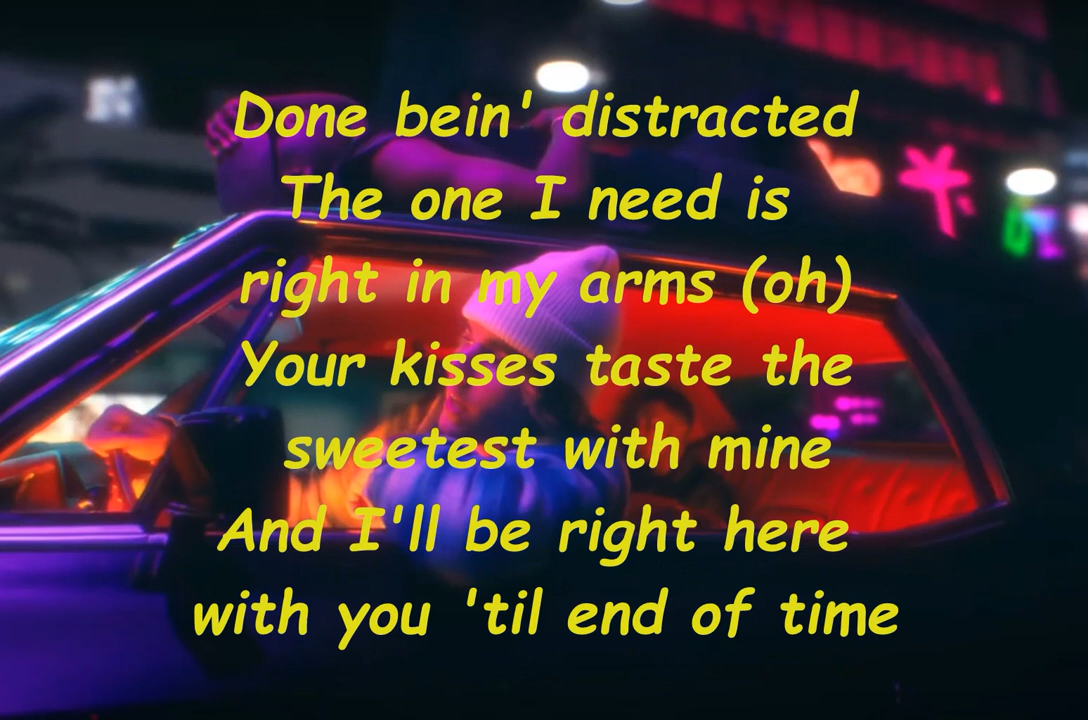 Done bein' distracted
The one I need is
right in my arms (oh)
Your kisses taste the
sweetest with mine
And I'll be right here
with you 'til end of time